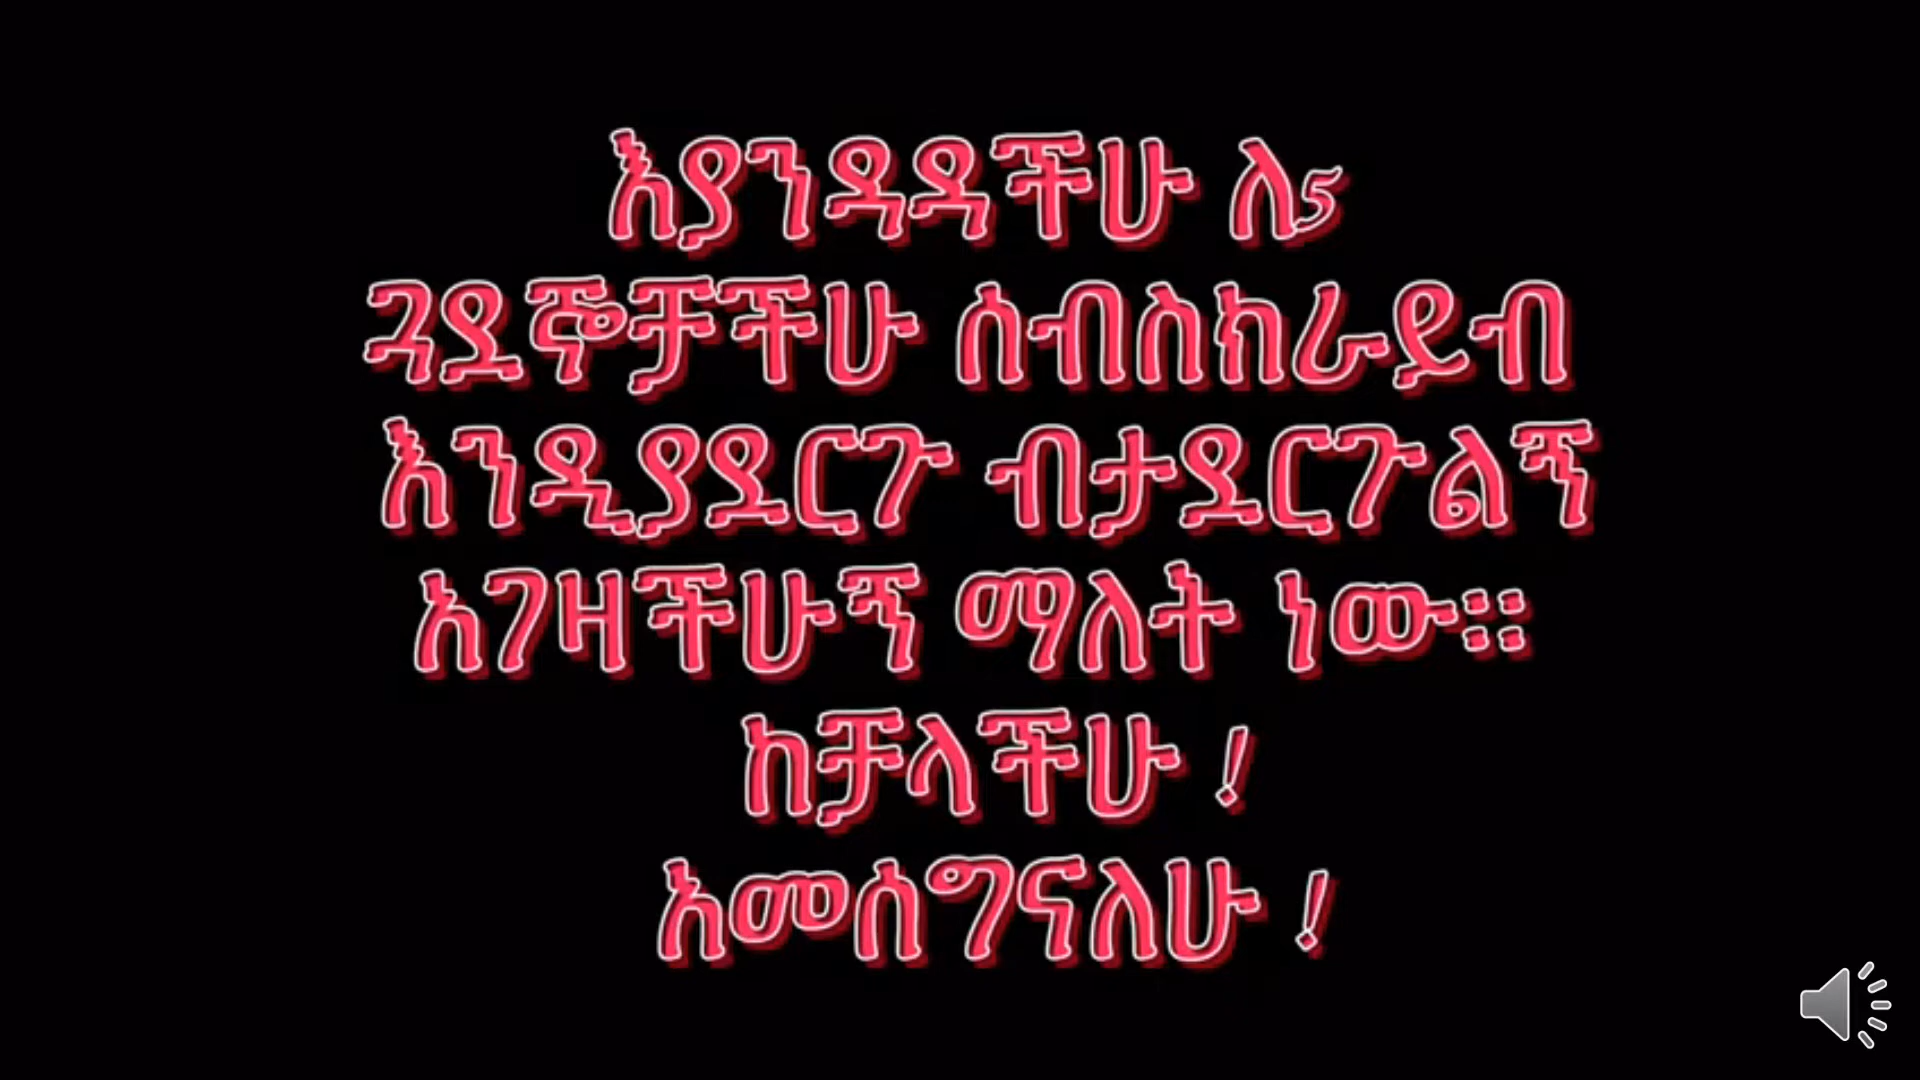 እያንዳዳችሁ ለ5
ጓደኞቻችሁ ሰብስክራይብ
እንዲያደርጉ ብታደርጉልኝ
አገዛችሁኝ ማለት ነው።
ከቻላችሁ !
አመሰግናለሁ !